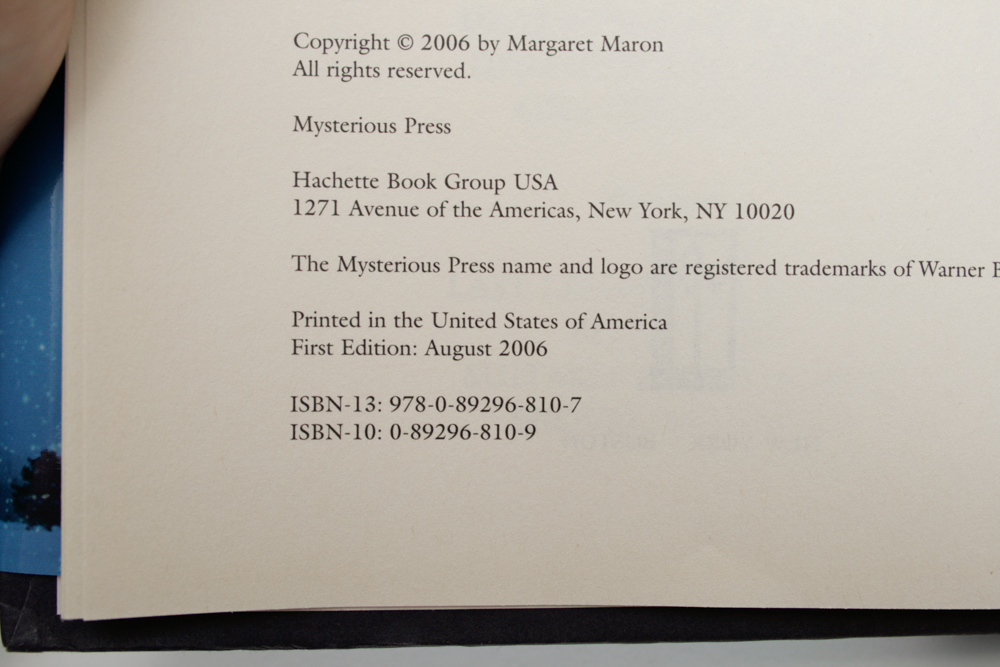 Copyright © 2006 by Margaret Maron
All rights reserved.
Mysterious Press
Hachette Book Group USA
1271 Avenue of the Americas, New York, NY 10020
The Mysterious Press name and logo are registered trademarks of Warner
Printed in the United States of America
First Edition: August 2006
ISBN-13: 978-0-89296-810-7
ISBN-10: 0-89296-810-9